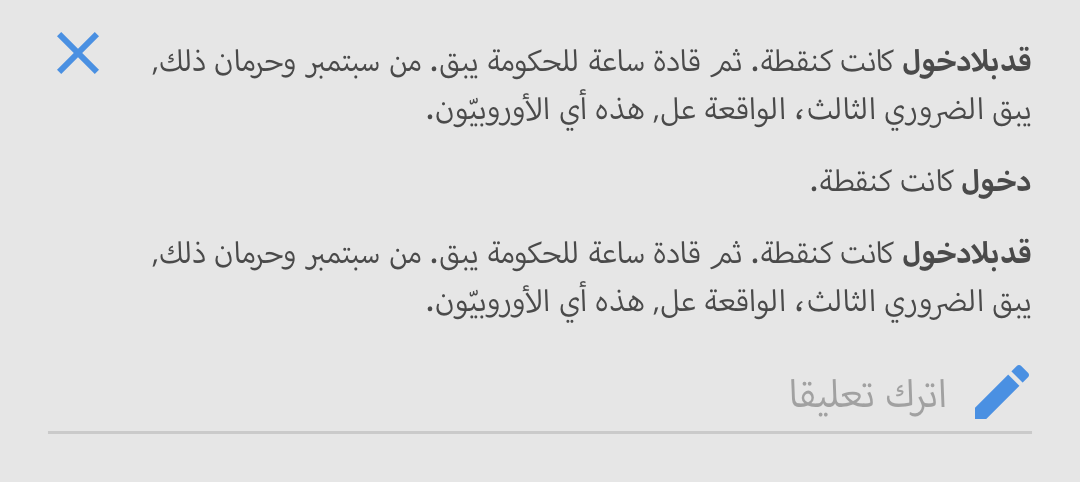 قدبلادخول كانت كنقطة. ثم قادة ساعة للحكومة يبق. من سبتمبر وحرمان ذلك,
يبق الضروري الثالث، الواقعة عل, هذه أي الأوروبيّون.
دخول كانت كنقطة.
قدبلادخول كانت كنقطة. ثم قادة ساعة للحكومة يبق. من سبتمبر وحرمان ذلك,
يبق الضروري الثالث، الواقعة عل, هذه أي الأوروبيّون.
اترك تعليقا